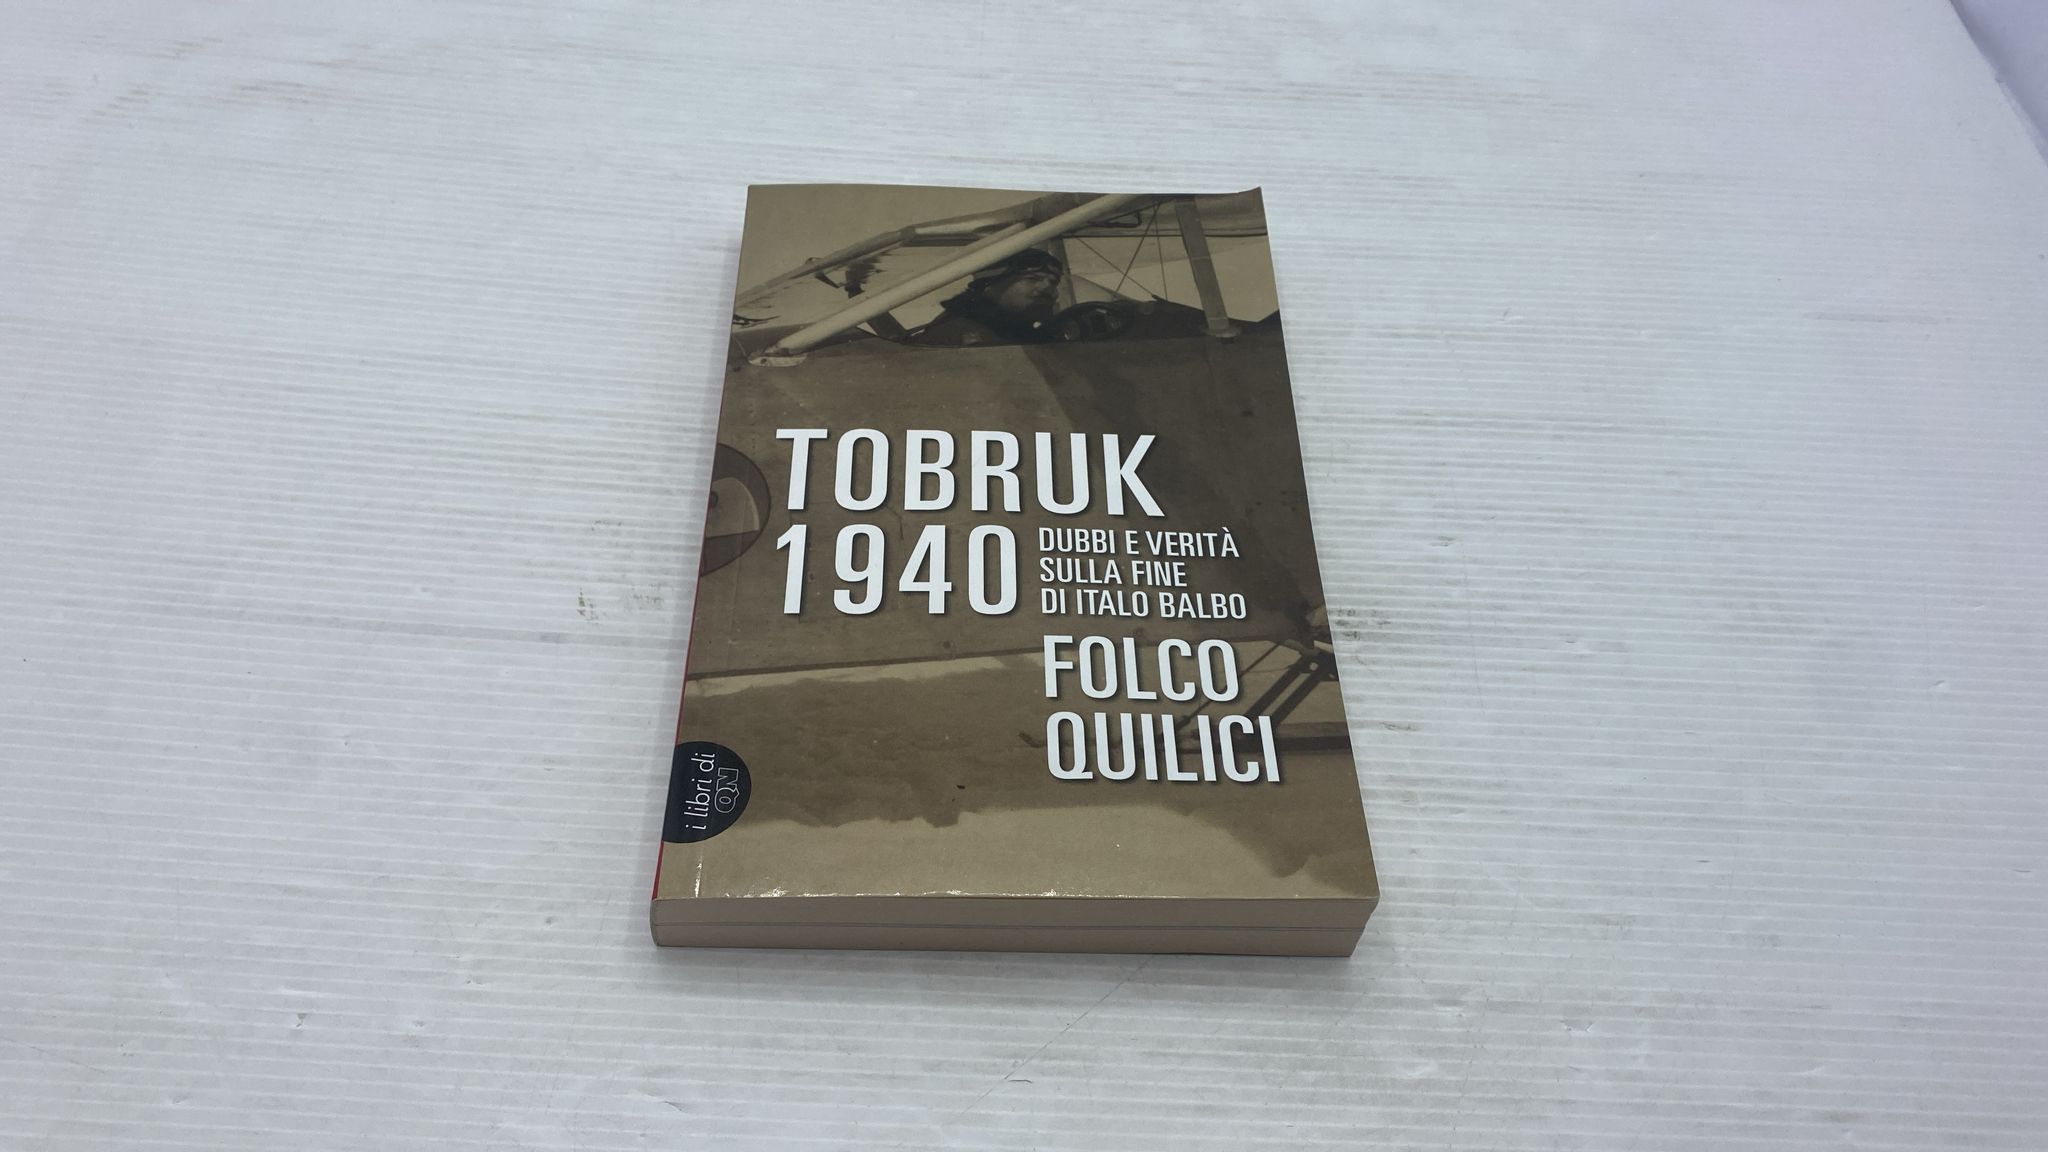 TOBRUK
1940
DUBBI E VERITÀ
SULLA FINE
DI ITALO BALBO
FOLCO
QUILICI
i libri di
QN